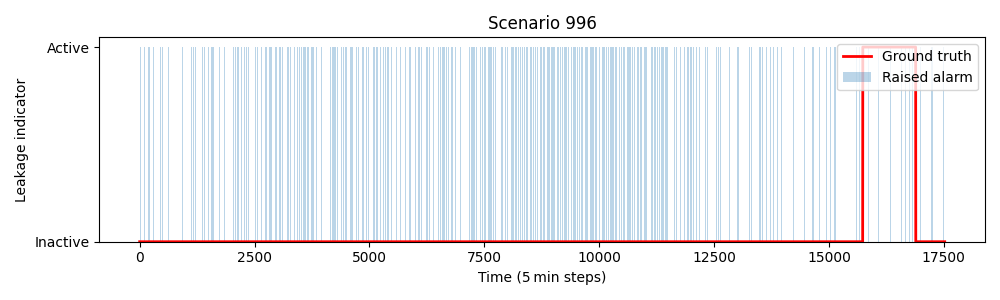 Scenario 996
Active
Inactive
Leakage indicator
Ground truth
Raised alarm
0
2500
5000
7500
10000
12500
15000
17500
Time (5 min steps)